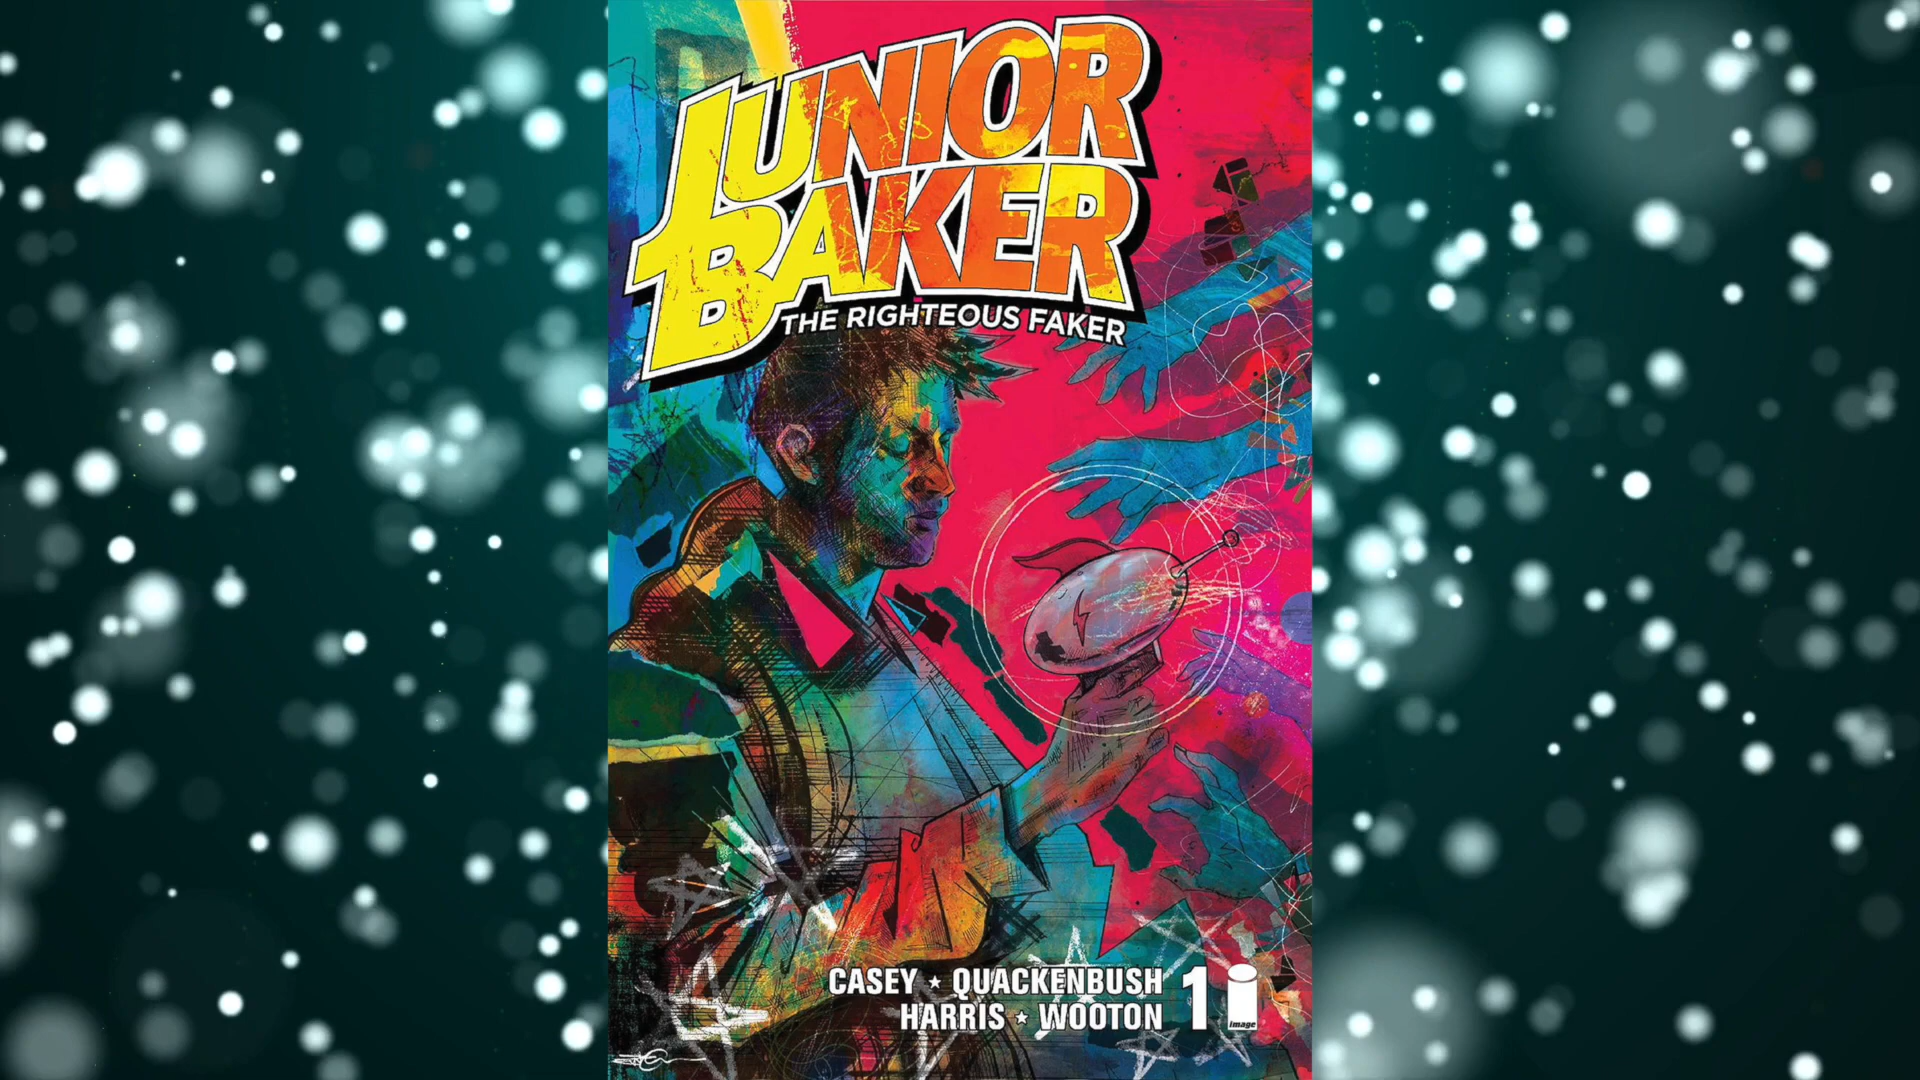 JUNIOR
BAKER
THE RIGHTEOUS FAKER
CASEY ★ QUACKENBUSH
HARRIS ★ WOOTON
1
image